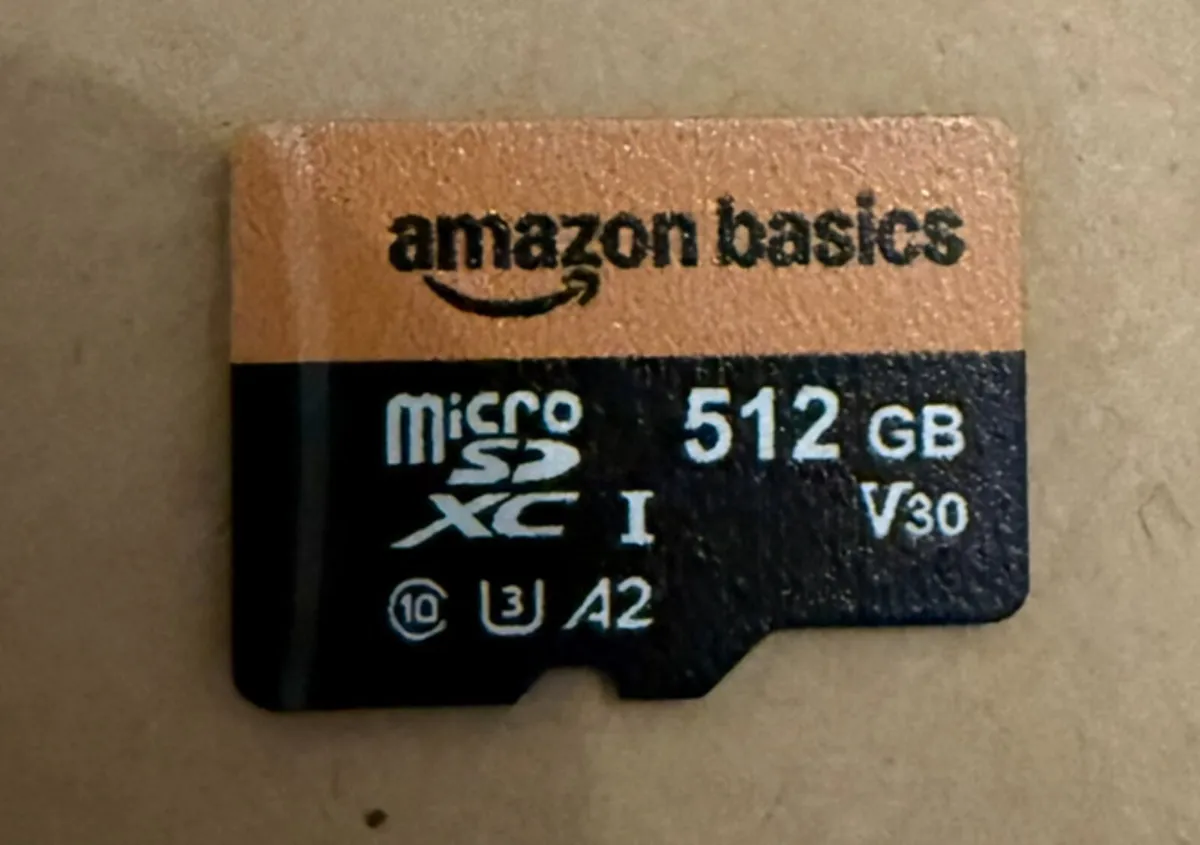 amazon basics
micro 512 GB
SD
XC I V30
10 U3 A2